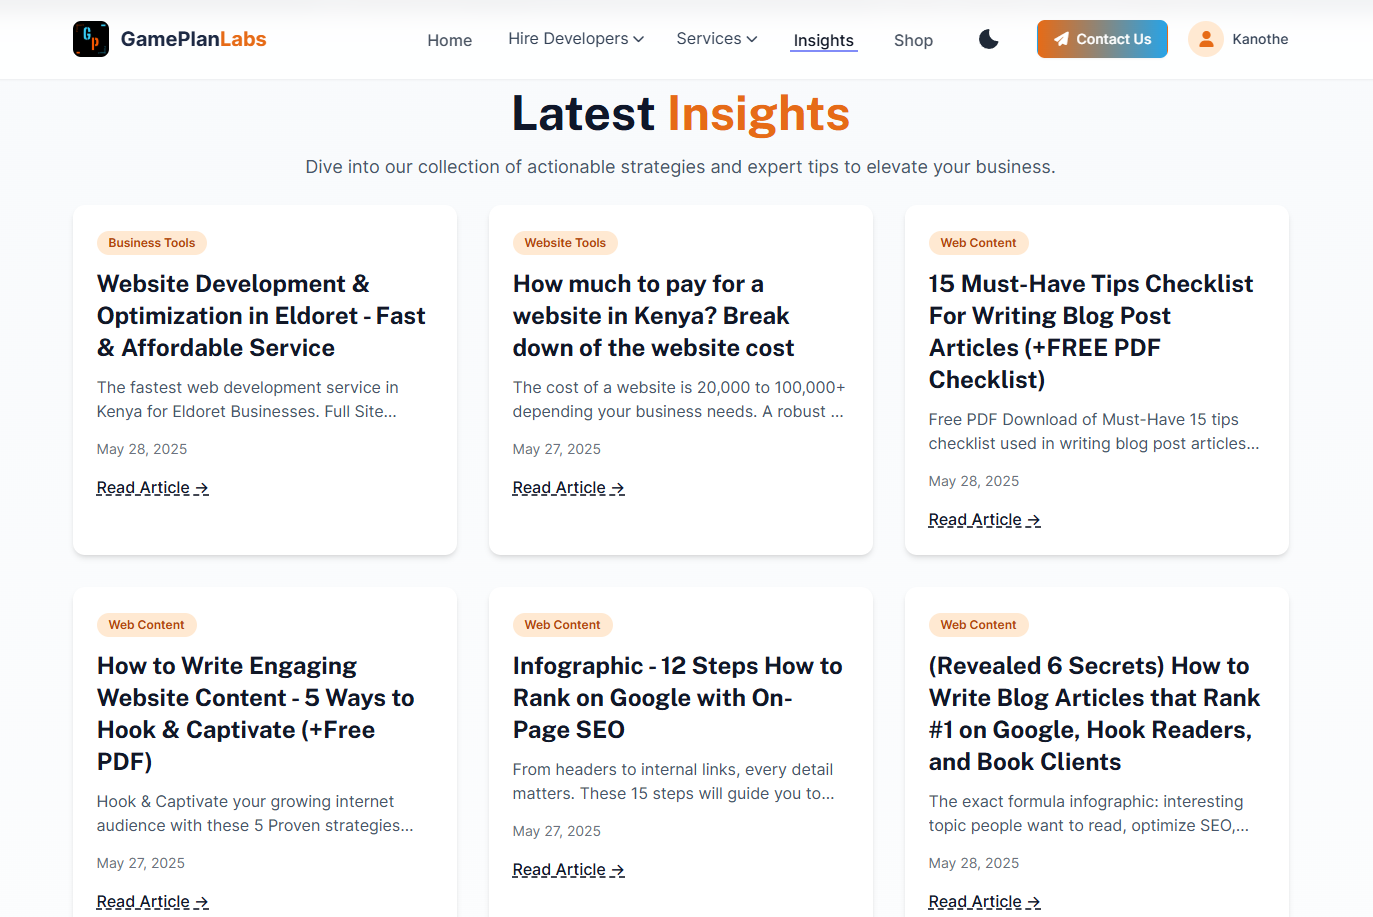 GP
GamePlanLabs
Home
Hire Developers
Services
Insights
Shop
Contact Us
Kanothe
Latest Insights
Dive into our collection of actionable strategies and expert tips to elevate your business.
Business Tools
Website Development &
Optimization in Eldoret - Fast
& Affordable Service
The fastest web development service in
Kenya for Eldoret Businesses. Full Site...
May 28, 2025
Read Article →
Website Tools
How much to pay for a
website in Kenya? Break
down of the website cost
The cost of a website is 20,000 to 100,000+
depending your business needs. A robust ...
May 27, 2025
Read Article →
Web Content
15 Must-Have Tips Checklist
For Writing Blog Post
Articles (+FREE PDF
Checklist)
Free PDF Download of Must-Have 15 tips
checklist used in writing blog post articles...
May 28, 2025
Read Article →
Web Content
How to Write Engaging
Website Content - 5 Ways to
Hook & Captivate (+Free
PDF)
Hook & Captivate your growing internet
audience with these 5 Proven strategies...
May 27, 2025
Read Article →
Web Content
Infographic - 12 Steps How to
Rank on Google with On-
Page SEO
From headers to internal links, every detail
matters. These 15 steps will guide you to...
May 27, 2025
Read Article →
Web Content
(Revealed 6 Secrets) How to
Write Blog Articles that Rank
#1 on Google, Hook Readers,
and Book Clients
The exact formula infographic: interesting
topic people want to read, optimize SEO,...
May 28, 2025
Read Article →